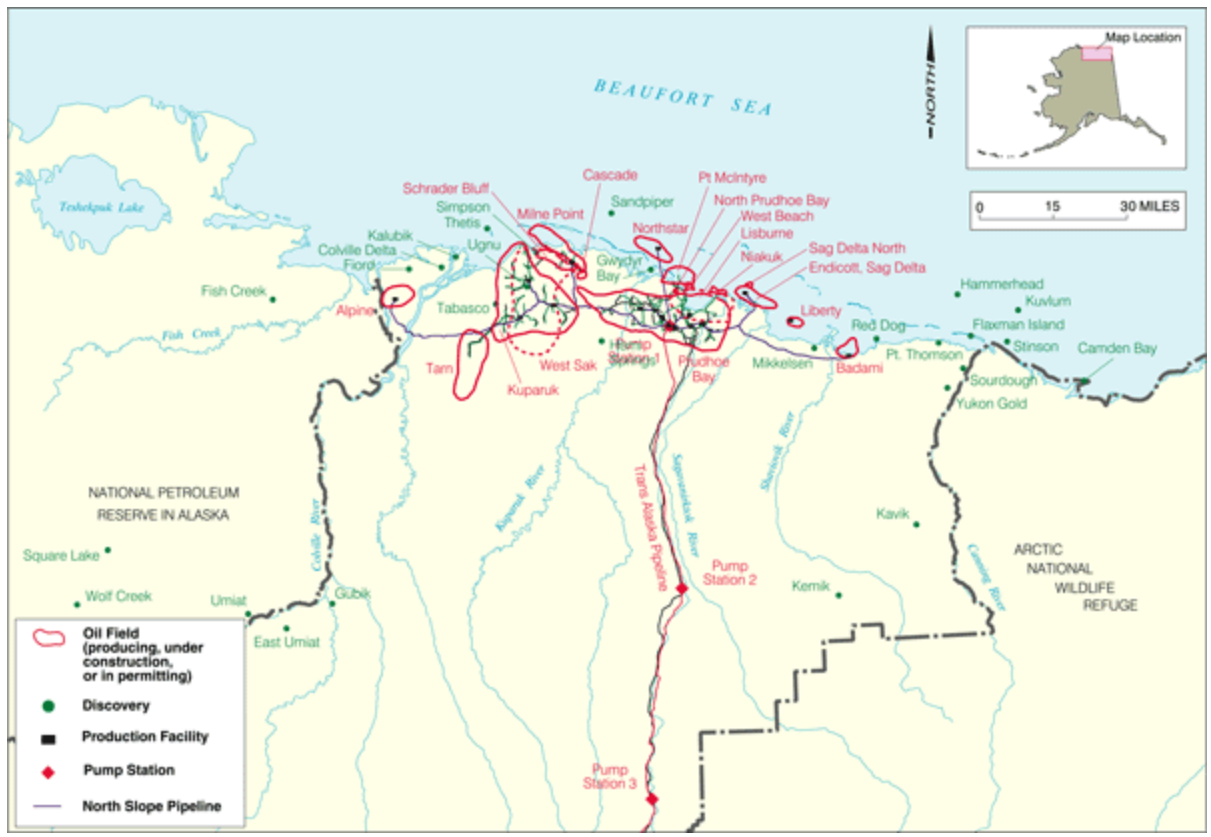 Map Location
NORTH
BEAUFORT SEA
0 15 30 MILES
Teshekpuk Lake
Schrader Bluff
Cascade
Pt McIntyre
Simpson
Thetis
Milne Point
Sandpiper
North Prudhoe Bay
West Beach
Northstar
Lisburne
Kalubik
Ugnu
Colville Delta
Fiord
Gwydyr
Bay
Niakuk
Sag Delta North
Endicott, Sag Delta
Hammerhead
Kuvlum
Fish Creek
Fish Creek
Alpine
Tabasco
Liberty
Red Dog
Flaxman Island
Stinson
Camden Bay
Tarn
Kuparuk
West Sak
Pump
Station 1
Springs
Prudhoe
Bay
Mikkelsen
Badami
Pt. Thomson
Sourdough
Yukon Gold
NATIONAL PETROLEUM
RESERVE IN ALASKA
Colville River
Kuparuk River
Trans Alaska Pipeline
Sagavanirktok River
Shaviovik River
Canning River
Kavik
ARCTIC
NATIONAL
WILDLIFE
REFUGE
Square Lake
Wolf Creek
Umiat
Gubik
East Umiat
Pump
Station 2
Kemik
Pump
Station 3
Oil Field
(producing, under
construction,
or in permitting)
Discovery
Production Facility
Pump Station
North Slope Pipeline